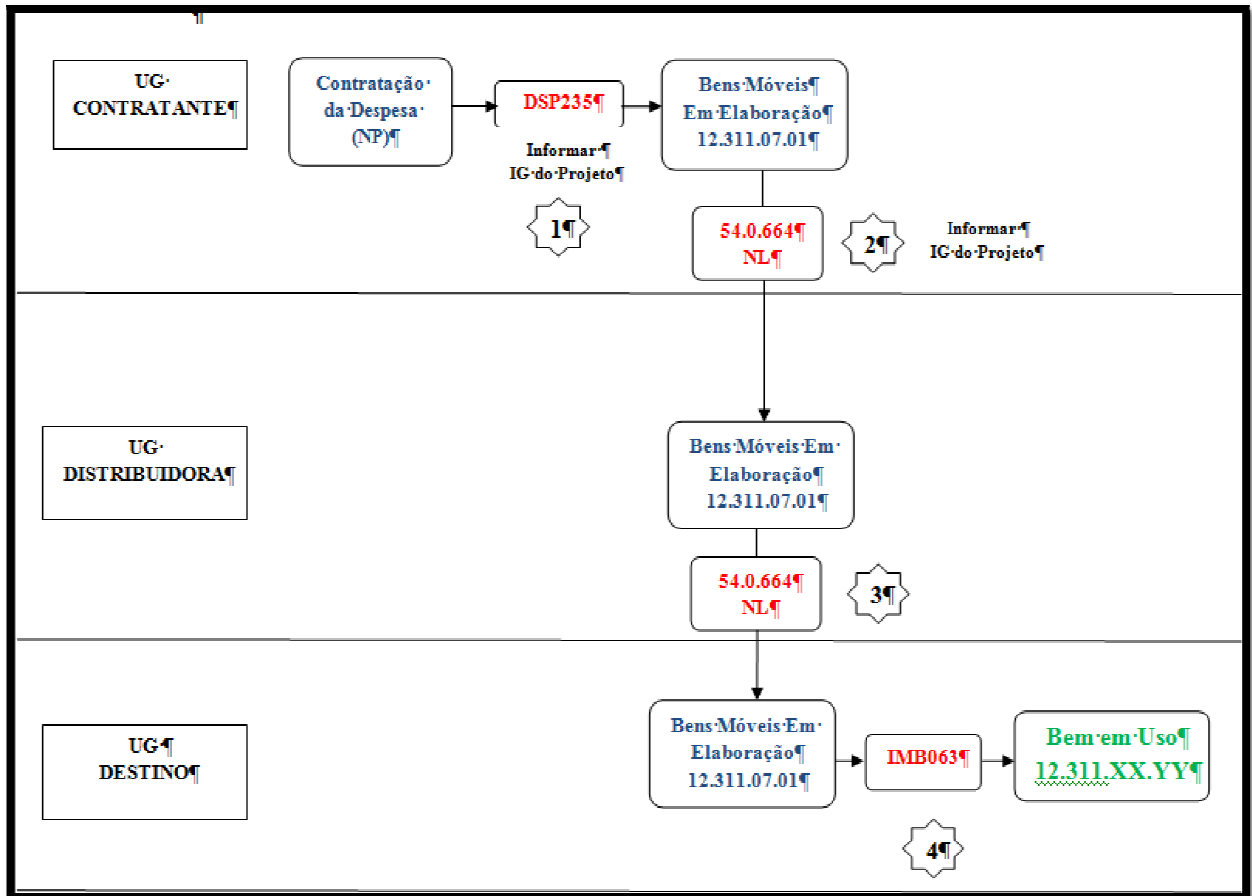 ¶
UG·
CONTRATANTE¶
Contratação·
da·Despesa·
(NP)¶
DSP235¶
Informar·¶
IG·do·Projeto¶
1¶
Bens·Móveis¶
Em·Elaboração¶
12.311.07.01¶
54.0.664¶
NL¶
2¶
Informar·¶
IG·do·Projeto¶
UG·
DISTRIBUIDORA¶
Bens·Móveis·Em·
Elaboração¶
12.311.07.01¶
54.0.664¶
NL¶
3¶
UG·¶
DESTINO¶
Bens·Móveis·Em·
Elaboração¶
12.311.07.01¶
IMB063¶
4¶
Bem·em·Uso¶
12.311.XX.YY¶